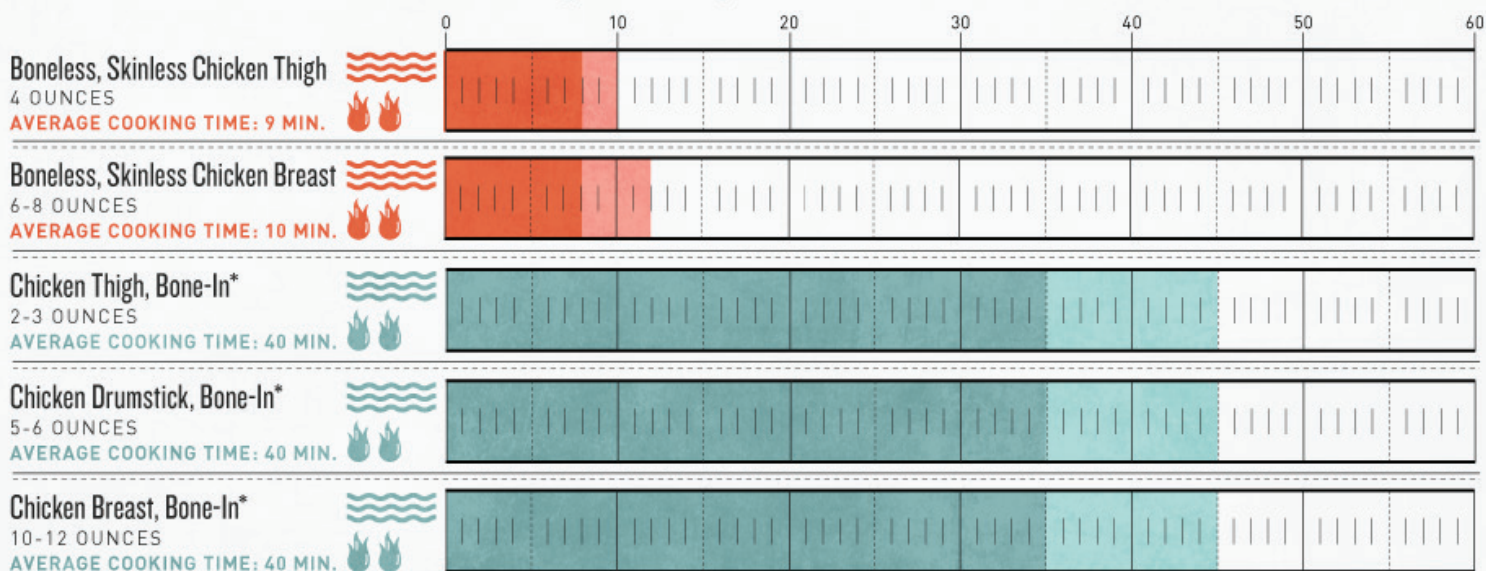 0 10 20 30 40 50 60
Boneless, Skinless Chicken Thigh
4 OUNCES
AVERAGE COOKING TIME: 9 MIN.
Boneless, Skinless Chicken Breast
6-8 OUNCES
AVERAGE COOKING TIME: 10 MIN.
Chicken Thigh, Bone-In*
2-3 OUNCES
AVERAGE COOKING TIME: 40 MIN.
Chicken Drumstick, Bone-In*
5-6 OUNCES
AVERAGE COOKING TIME: 40 MIN.
Chicken Breast, Bone-In*
10-12 OUNCES
AVERAGE COOKING TIME: 40 MIN.